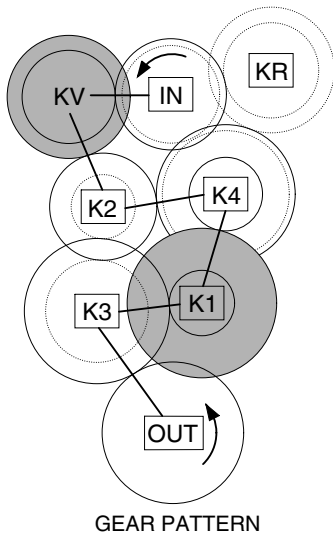 KR
KV IN
K2 K4
K3 K1
OUT
GEAR PATTERN